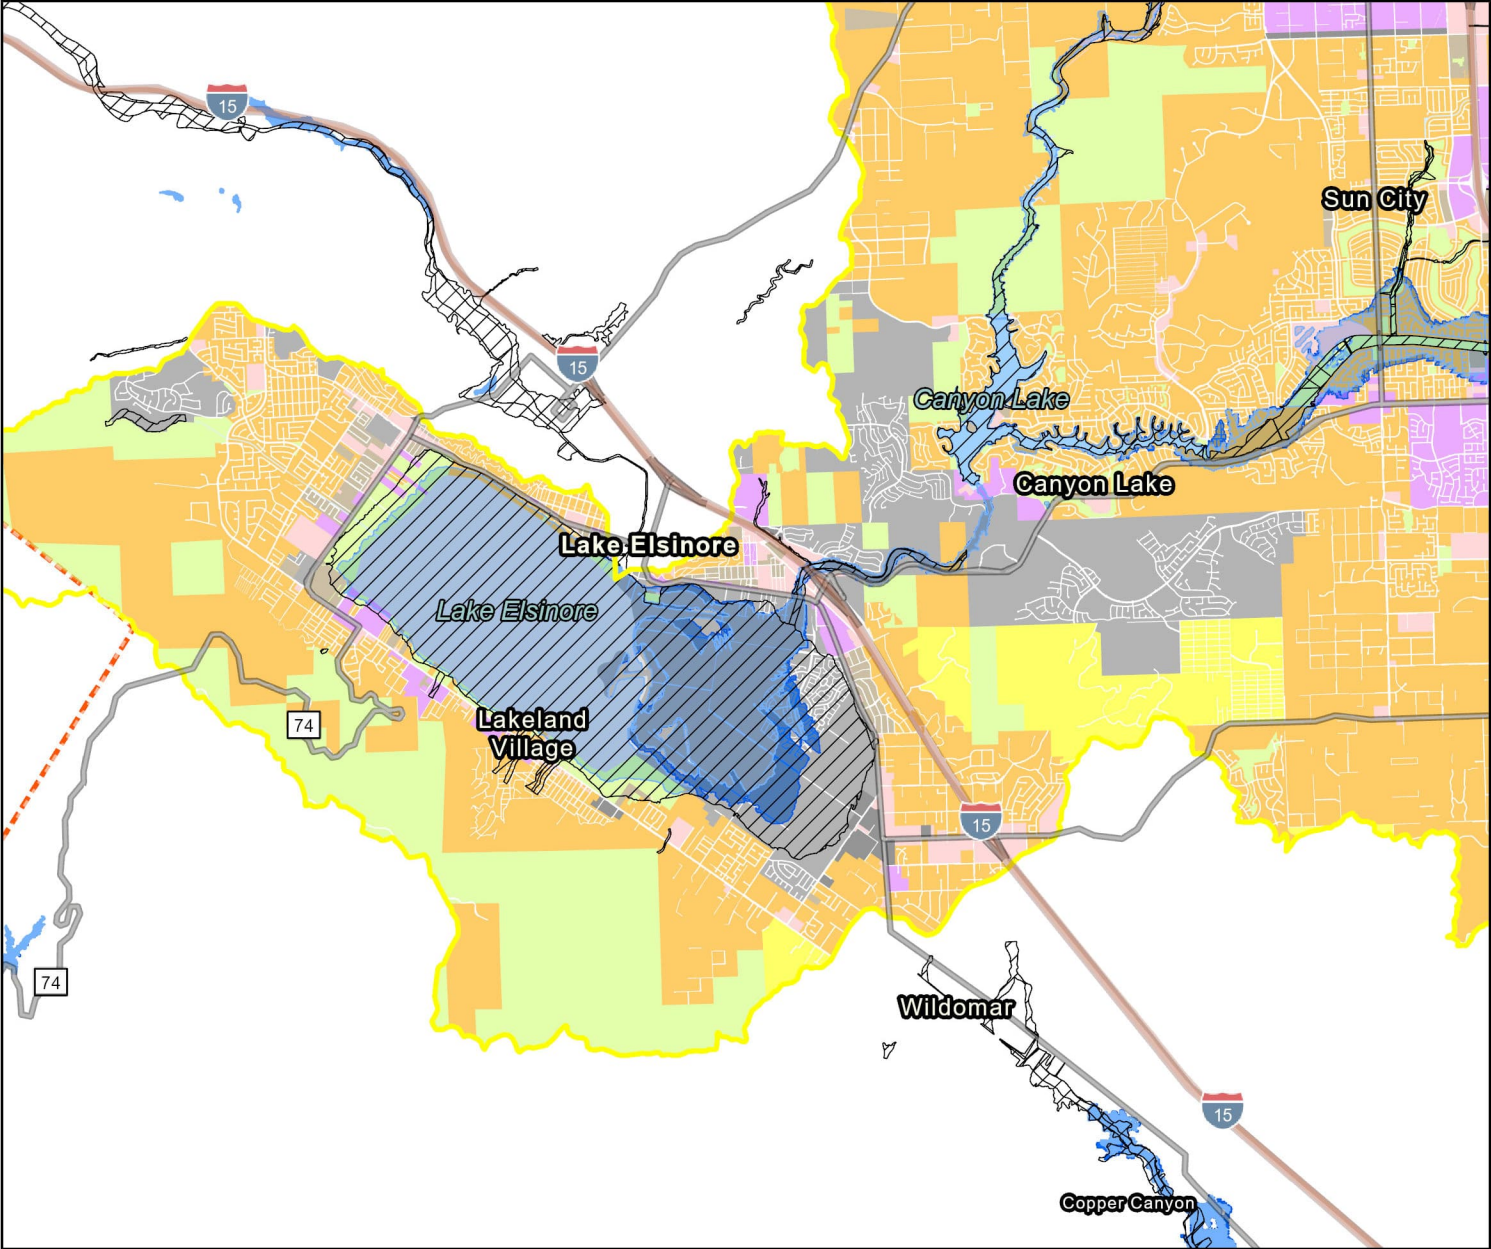 15
Sun City
15
Canyon Lake
Canyon Lake
Lake Elsinore
Lake Elsinore
Lakeland
Village
74
15
74
Wildomar
15
Copper Canyon